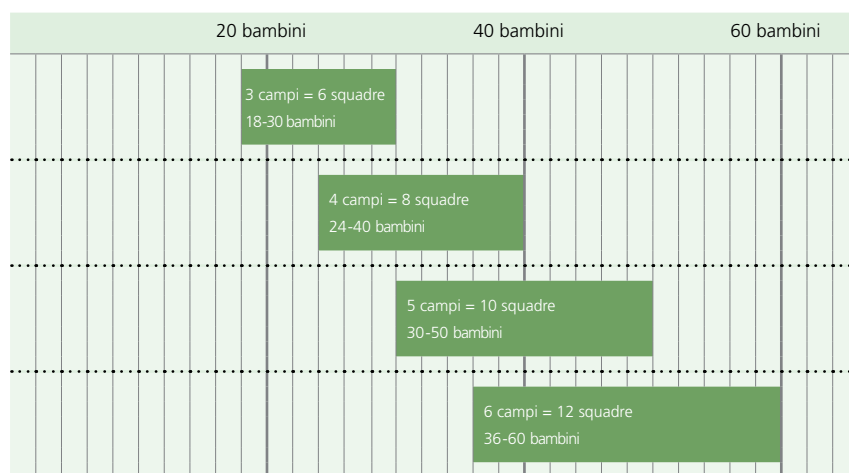 20 bambini 40 bambini 60 bambini
3 campi = 6 squadre
18-30 bambini
4 campi = 8 squadre
24-40 bambini
5 campi = 10 squadre
30-50 bambini
6 campi = 12 squadre
36-60 bambini